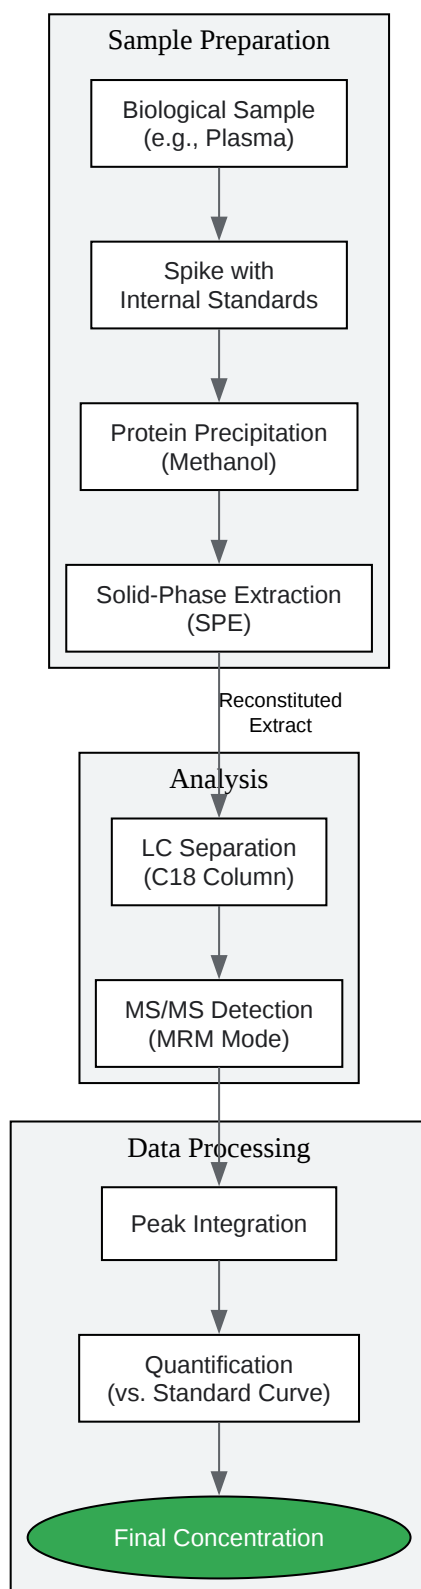 Sample Preparation
Biological Sample
(e.g., Plasma)
Spike with
Internal Standards
Protein Precipitation
(Methanol)
Solid-Phase Extraction
(SPE)
Reconstituted
Extract
Analysis
LC Separation
(C18 Column)
MS/MS Detection
(MRM Mode)
Data Processing
Peak Integration
Quantification
(vs. Standard Curve)
Final Concentration